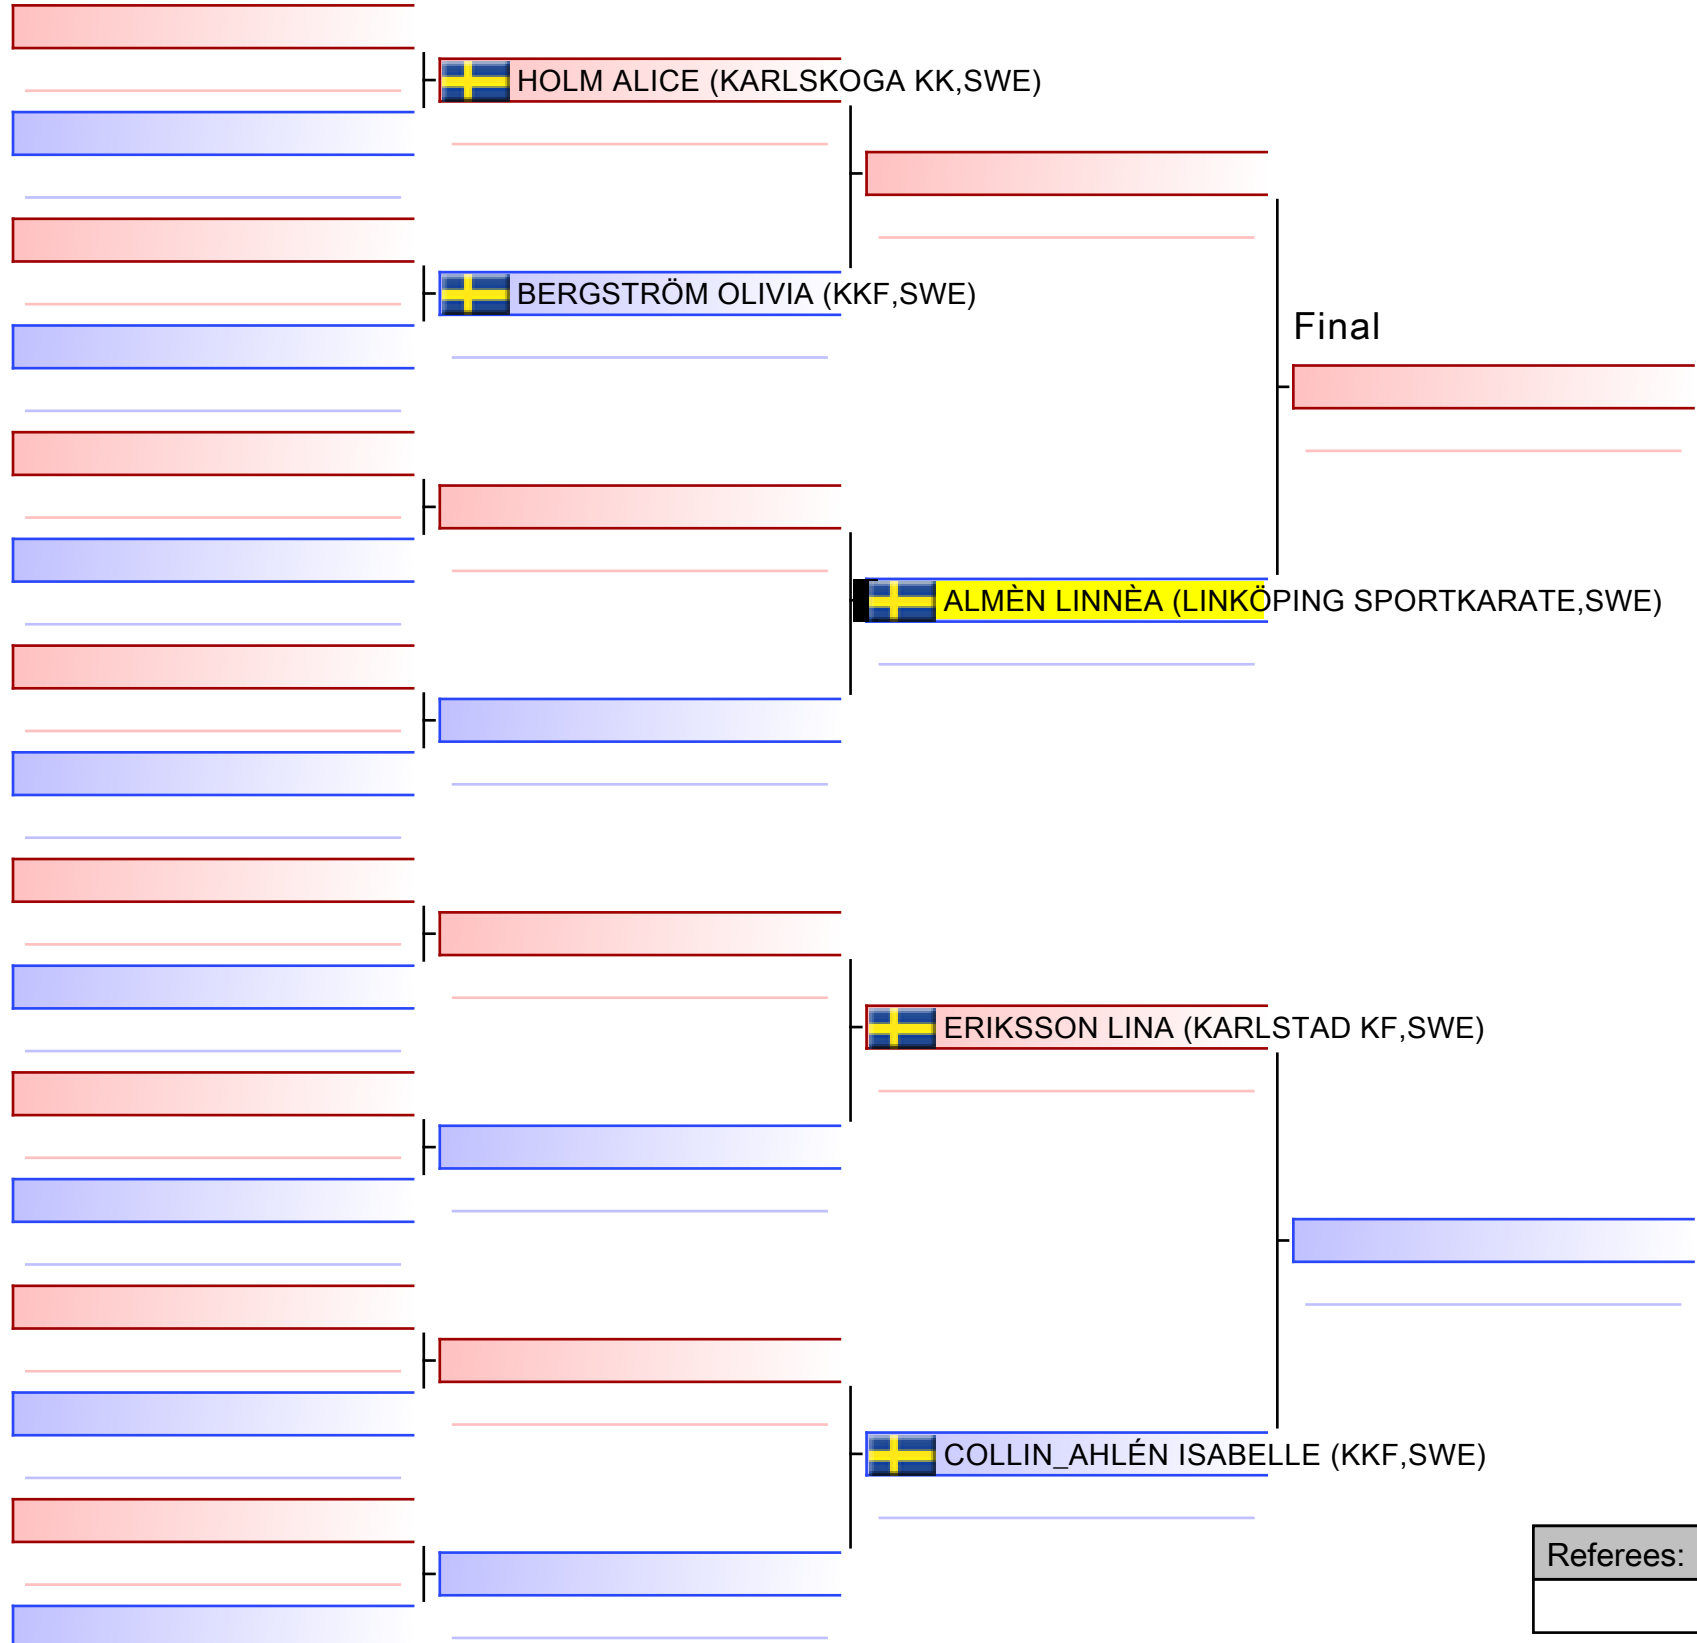 HOLM ALICE (KARLSKOGA KK,SWE)
BERGSTRÖM OLIVIA (KKF,SWE)
Final
ALMÈN LINNÈA (LINKÖPING SPORTKARATE,SWE)
ERIKSSON LINA (KARLSTAD KF,SWE)
COLLIN_AHLÉN ISABELLE (KKF,SWE)
Referees: